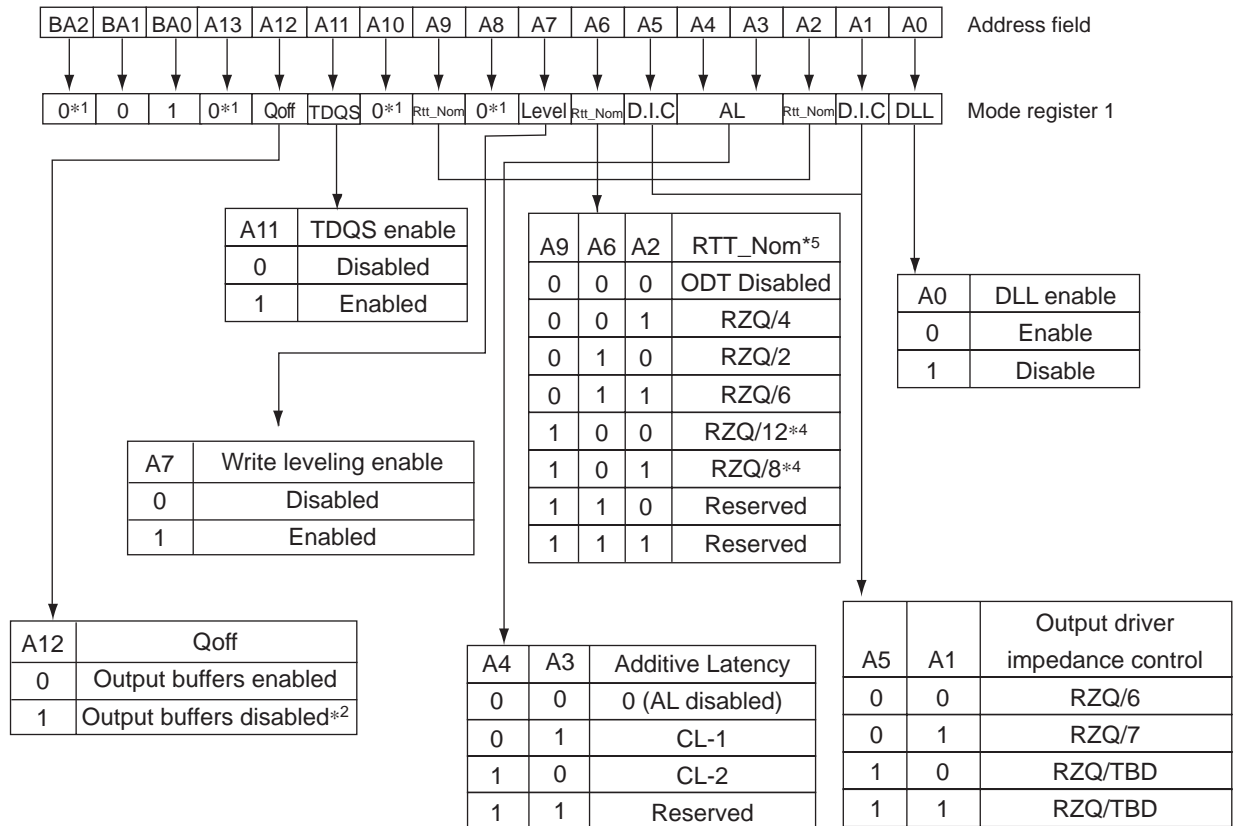 BA2 BA1 BA0 A13 A12 A11 A10 A9 A8 A7 A6 A5 A4 A3 A2 A1 A0 Address field
0*1 0 1 0*1 Qoff TDQS 0*1 Rtt_Nom 0*1 Level Rtt_Nom D.I.C AL Rtt_Nom D.I.C DLL Mode register 1
A11 TDQS enable
0 Disabled
1 Enabled
A9 A6 A2 RTT_Nom*5
0 0 0 ODT Disabled
0 0 1 RZQ/4
0 1 0 RZQ/2
0 1 1 RZQ/6
1 0 0 RZQ/12*4
1 0 1 RZQ/8*4
1 1 0 Reserved
1 1 1 Reserved
A0 DLL enable
0 Enable
1 Disable
A7 Write leveling enable
0 Disabled
1 Enabled
A12 Qoff
0 Output buffers enabled
1 Output buffers disabled*2
A4 A3 Additive Latency
0 0 0 (AL disabled)
0 1 CL-1
1 0 CL-2
1 1 Reserved
Output driver
A5 A1 impedance control
0 0 RZQ/6
0 1 RZQ/7
1 0 RZQ/TBD
1 1 RZQ/TBD